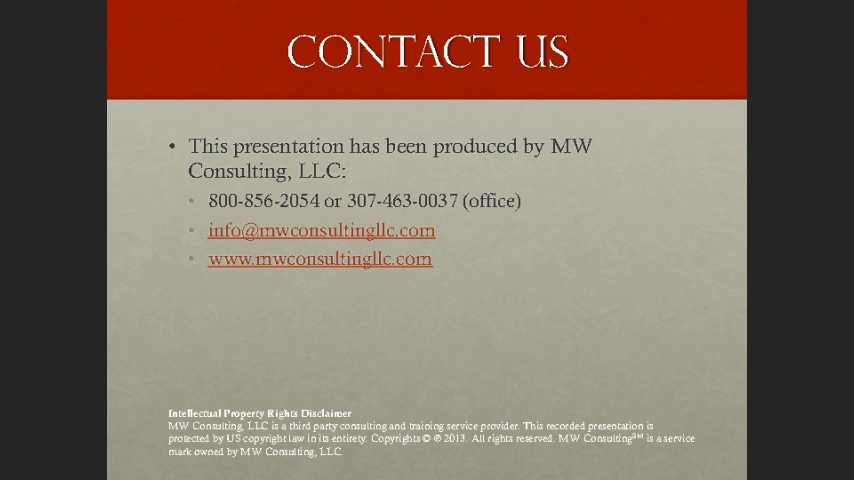 CONTACT US
• This presentation has been produced by MW
Consulting, LLC:
• 800-856-2054 or 307-463-0037 (office)
• info@mwconsultingllc.com
• www.mwconsultingllc.com
Intellectual Property Rights Disclaimer
MW Consulting, LLC is a third party consulting and training service provider. This recorded presentation is
protected by US copyright law in its entirety. Copyrights © ℗ 2013. All rights reserved. MW Consulting℠ is a service
mark owned by MW Consulting, LLC.